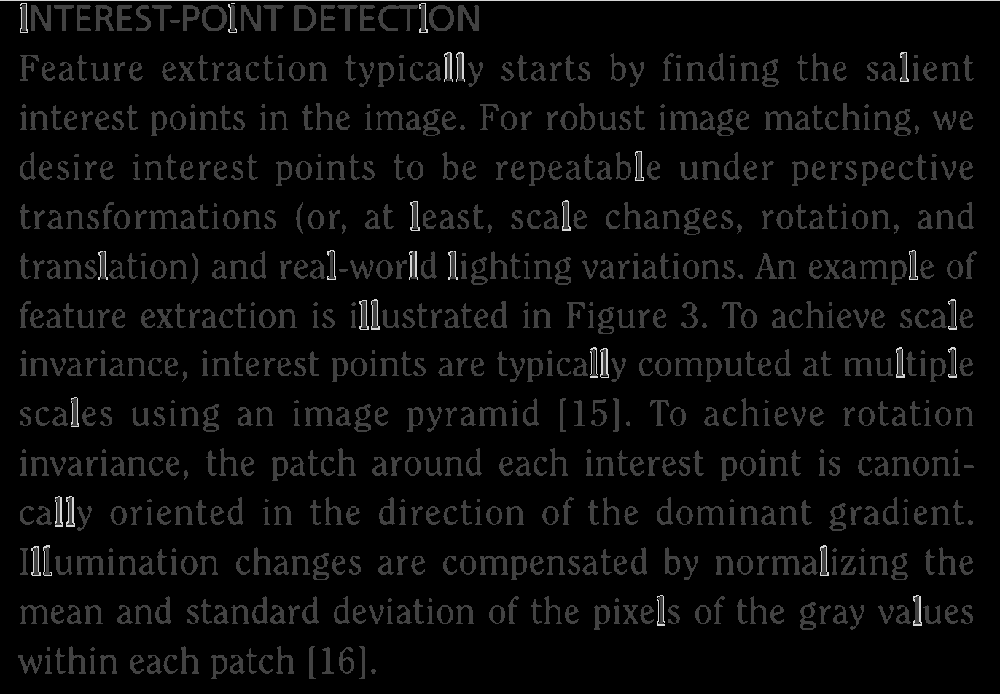 INTEREST-POINT DETECTION
Feature extraction typically starts by finding the salient
interest points in the image. For robust image matching, we
desire interest points to be repeatable under perspective
transformations (or, at least, scale changes, rotation, and
translation) and real-world lighting variations. An example of
feature extraction is illustrated in Figure 3. To achieve scale
invariance, interest points are typically computed at multiple
scales using an image pyramid [15]. To achieve rotation
invariance, the patch around each interest point is canoni-
cally oriented in the direction of the dominant gradient.
Illumination changes are compensated by normalizing the
mean and standard deviation of the pixels of the gray values
within each patch [16].